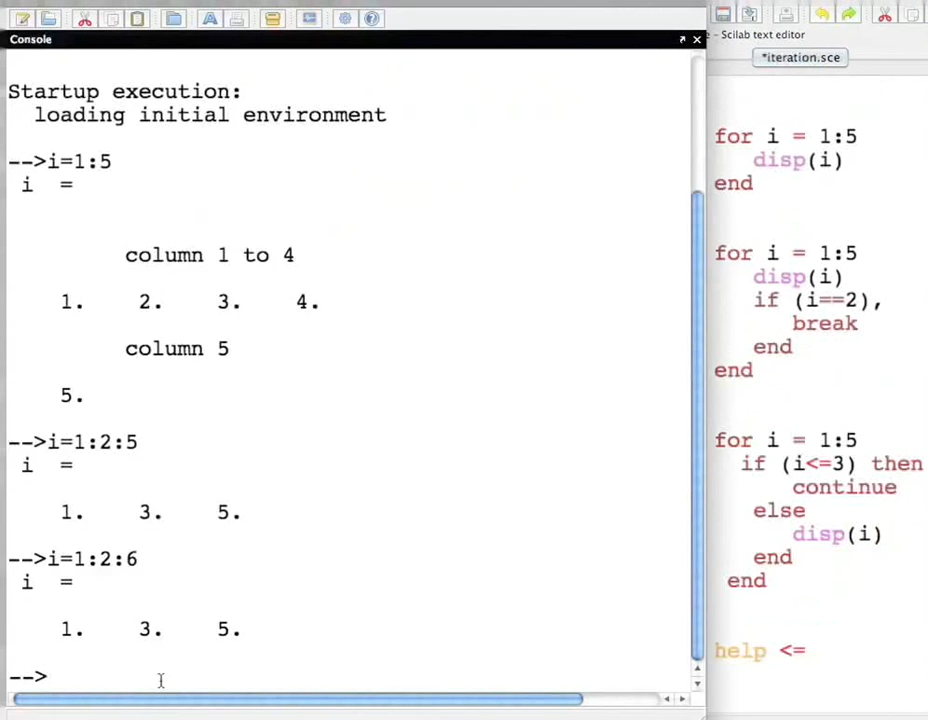 Console
Startup execution:
loading initial environment
-->i=1:5
i =
column 1 to 4
1. 2. 3. 4.
column 5
5.
-->i=1:2:5
i =
1. 3. 5.
-->i=1:2:6
i =
1. 3. 5.
-->
- Scilab text editor
*iteration.sce
for i = 1:5
disp(i)
end
for i = 1:5
disp(i)
if (i==2),
break
end
end
for i = 1:5
if (i<=3) then
continue
else
disp(i)
end
end
help <=